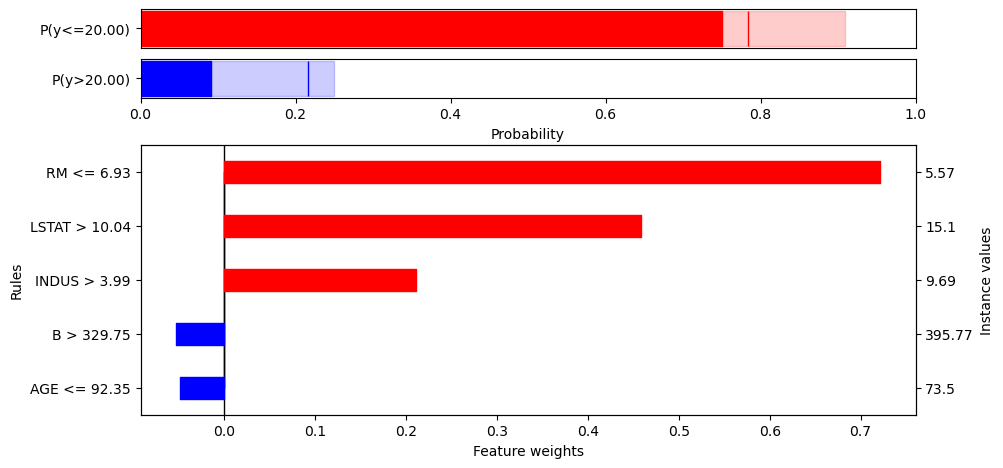 P(y<=20.00)
P(y>20.00)
0.0 0.2 0.4 0.6 0.8 1.0
Probability
RM <= 6.93 5.57
LSTAT > 10.04 15.1
INDUS > 3.99 9.69
B > 329.75 395.77
AGE <= 92.35 73.5
Rules
Instance values
0.0 0.1 0.2 0.3 0.4 0.5 0.6 0.7
Feature weights